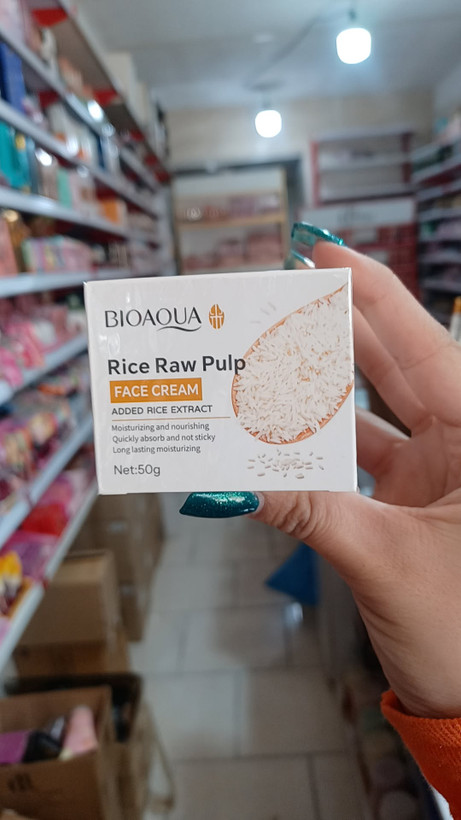 BIOAQUA
Rice Raw Pulp
FACE CREAM
ADDED RICE EXTRACT
Moisturizing and nourishing
Quickly absorb and not sticky
Long lasting moisturizing
Net:50g